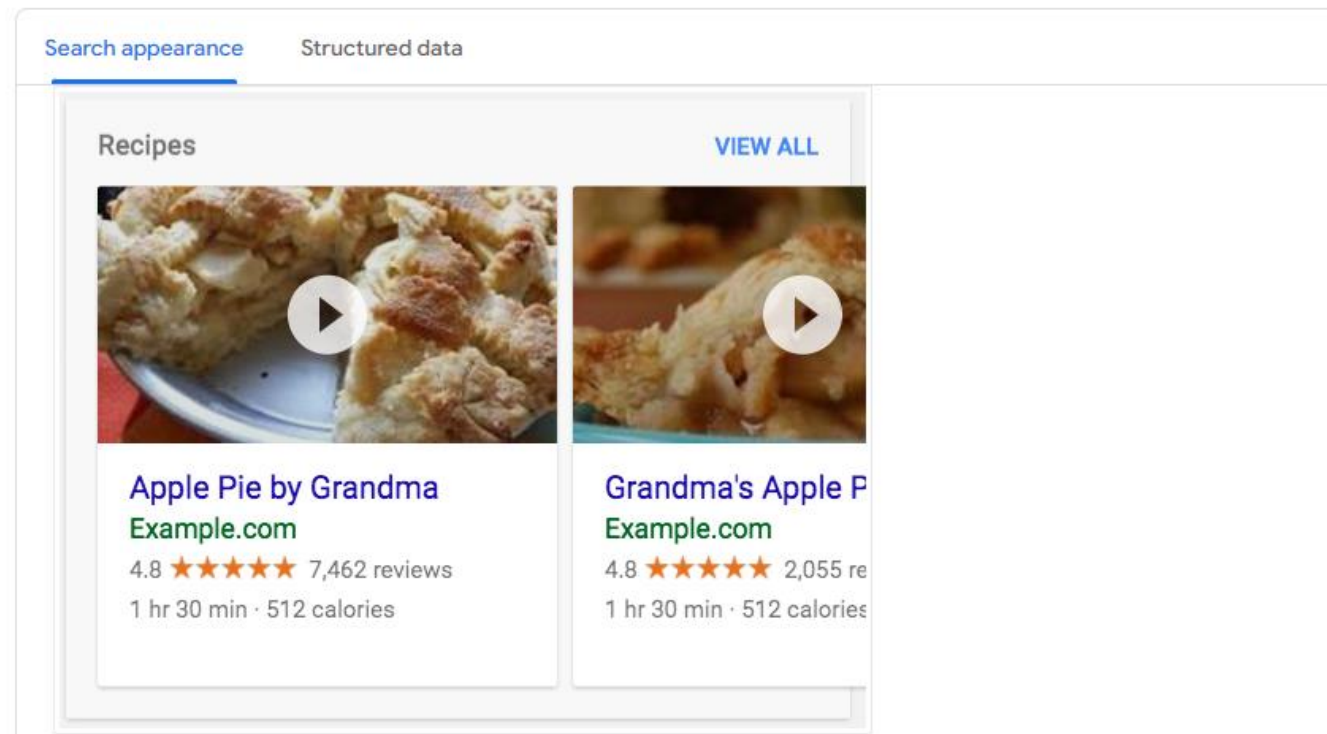 Search appearance Structured data
Recipes VIEW ALL
Apple Pie by Grandma
Example.com
4.8 ★★★★★ 7,462 reviews
1 hr 30 min · 512 calories
Grandma's Apple P
Example.com
4.8 ★★★★★ 2,055 re
1 hr 30 min · 512 calories